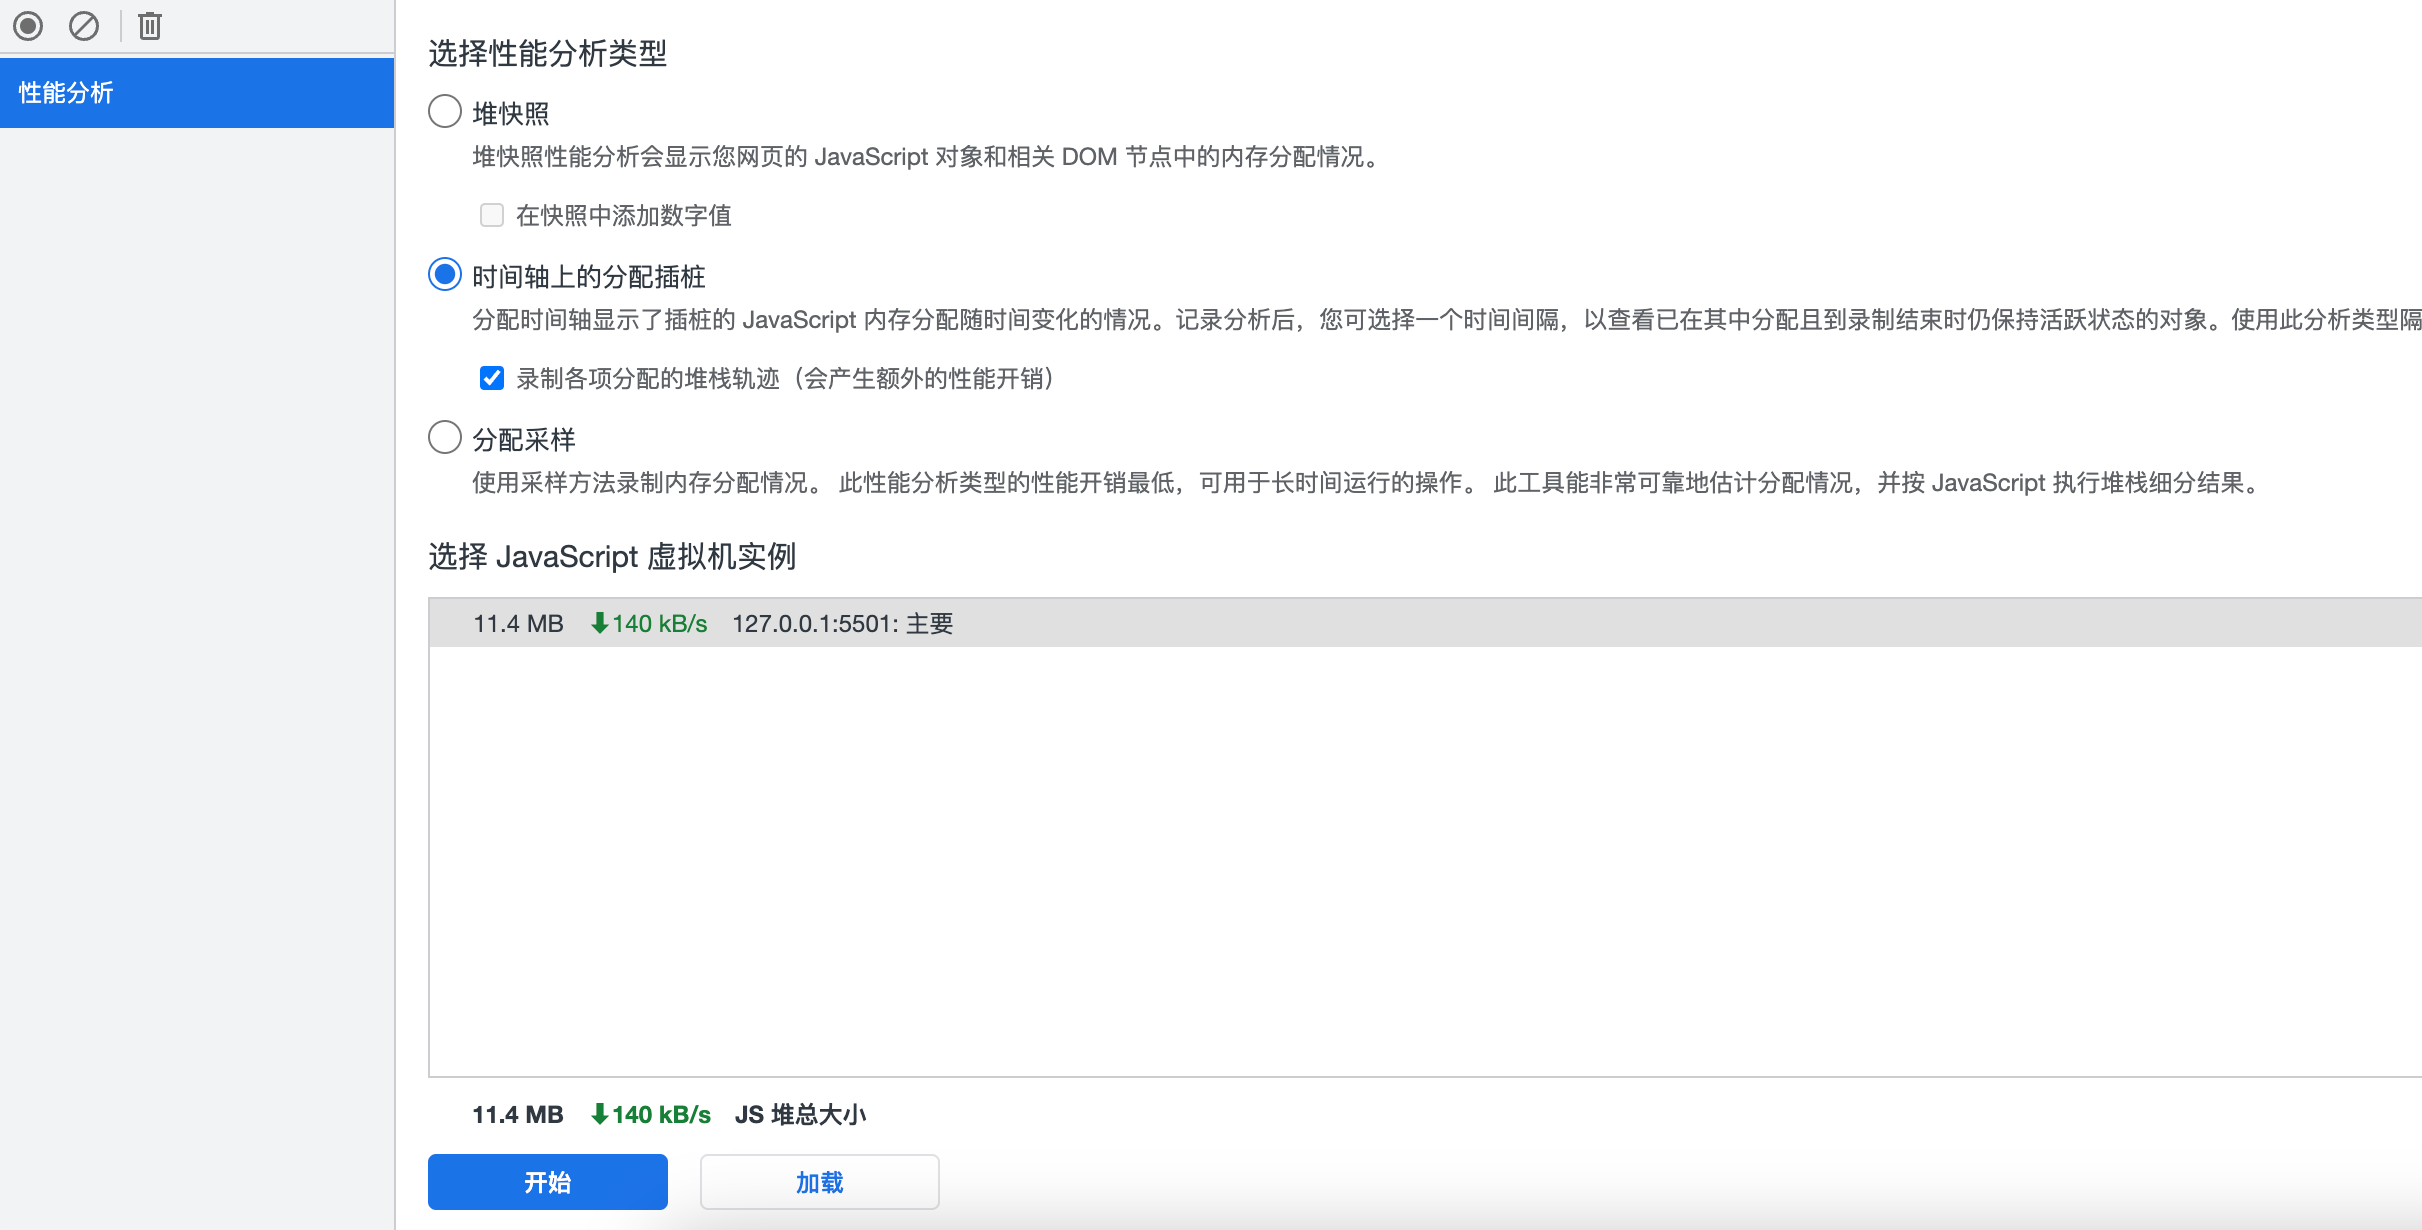 性能分析
选择性能分析类型
堆快照
堆快照性能分析会显示您网页的 JavaScript 对象和相关 DOM 节点中的内存分配情况。
在快照中添加数字值
时间轴上的分配插桩
分配时间轴显示了插桩的 JavaScript 内存分配随时间变化的情况。记录分析后，您可选择一个时间间隔，以查看已在其中分配且到录制结束时仍保持活跃状态的对象。使用此分析类型隔
录制各项分配的堆栈轨迹（会产生额外的性能开销）
分配采样
使用采样方法录制内存分配情况。 此性能分析类型的性能开销最低，可用于长时间运行的操作。 此工具能非常可靠地估计分配情况，并按 JavaScript 执行堆栈细分结果。
选择 JavaScript 虚拟机实例
11.4 MB 140 kB/s 127.0.0.1:5501: 主要
11.4 MB 140 kB/s JS 堆总大小
开始 加载